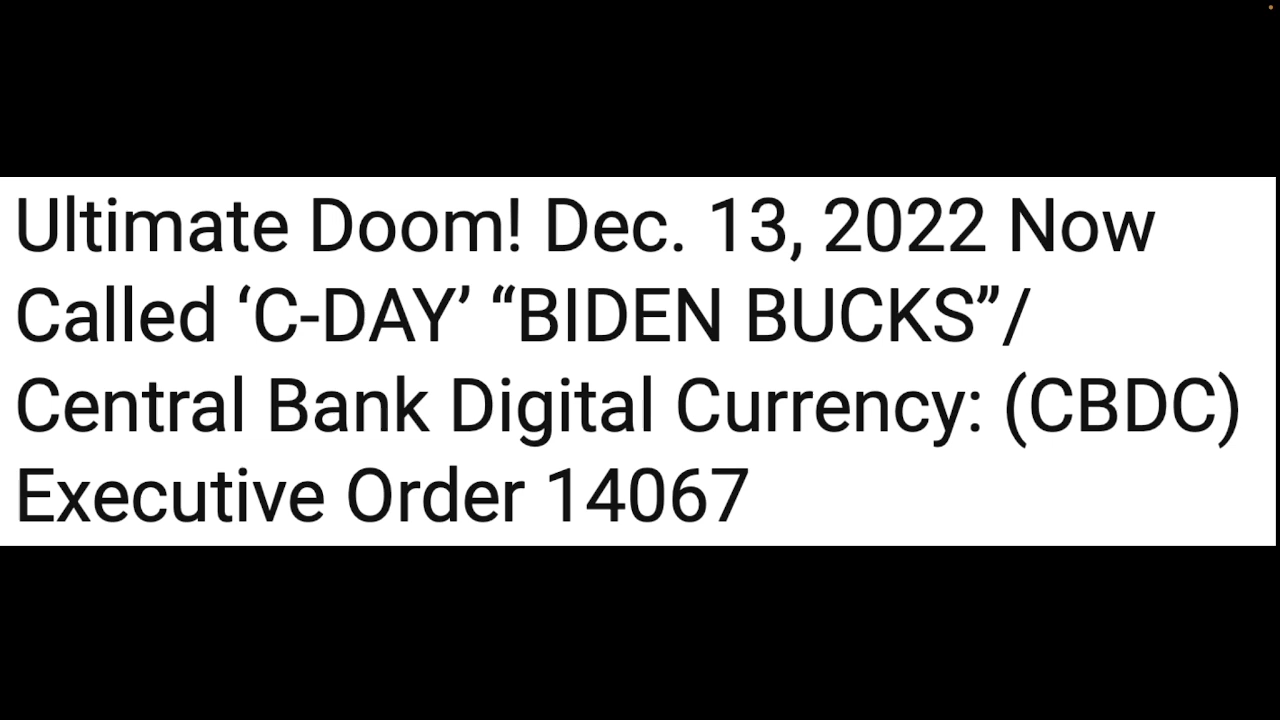 Ultimate Doom! Dec. 13, 2022 Now
Called ‘C-DAY’ “BIDEN BUCKS”/
Central Bank Digital Currency: (CBDC)
Executive Order 14067